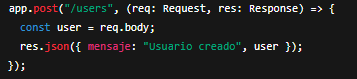 app.post("/users", (req: Request, res: Response) => {
  const user = req.body;
  res.json({ mensaje: "Usuario creado", user });
});